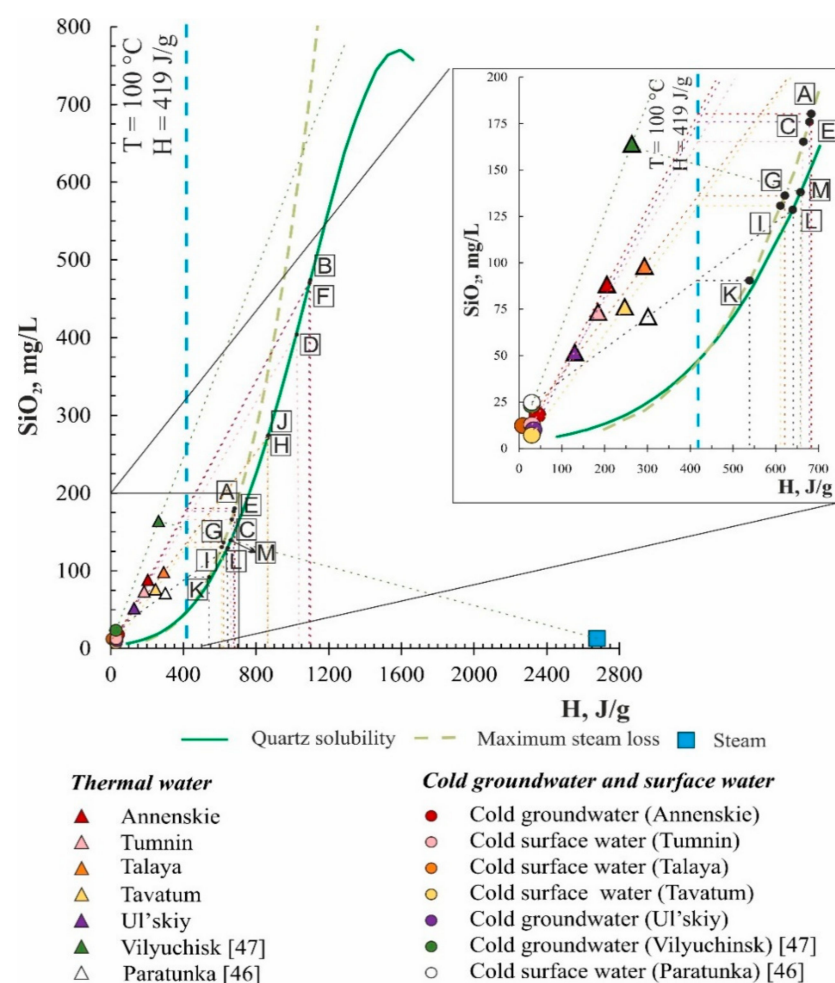 800
700
600
500
400
300
200
100
0
SiO₂, mg/L
T = 100 °C
H = 419 J/g
B
F
D
J
H
A
E
G
C
I
M
L
K
0 400 800 1200 1600 2000 2400 2800
H, J/g
200
175
150
125
100
75
50
25
0
SiO₂, mg/L
T = 100 °C
H = 419 J/g
A
C
E
G
M
I
L
K
0 100 200 300 400 500 600 700
H, J/g
Quartz solubility Maximum steam loss Steam
Thermal water
Annenskie
Tumnin
Talaya
Tavatum
Ul'skiy
Vilyuchisk [47]
Paratunka [46]
Cold groundwater and surface water
Cold groundwater (Annenskie)
Cold surface water (Tumnin)
Cold surface water (Talaya)
Cold surface water (Tavatum)
Cold groundwater (Ul'skiy)
Cold groundwater (Vilyuchinsk) [47]
Cold surface water (Paratunka) [46]